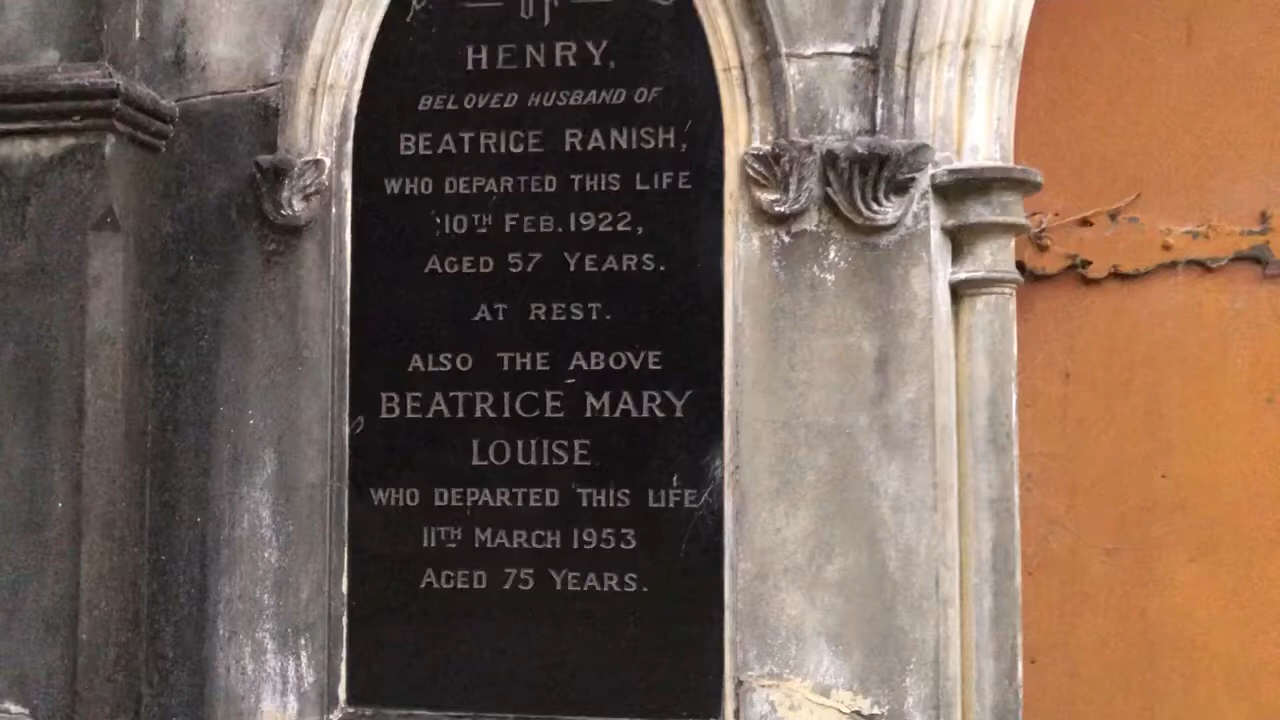 OF
HENRY,
BELOVED HUSBAND OF
BEATRICE RANISH,
WHO DEPARTED THIS LIFE
10TH FEB. 1922,
AGED 57 YEARS.
AT REST.
ALSO THE ABOVE
BEATRICE MARY
LOUISE
WHO DEPARTED THIS LIFE
11TH MARCH 1953
AGED 75 YEARS.